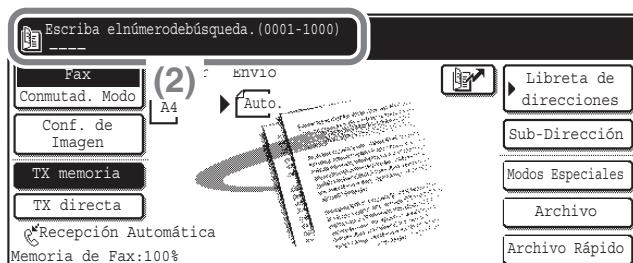 Escriba elnúmerodebúsqueda.(0001-1000)
----
Fax
Conmutad. Modo
(2)
A4
Envío
Auto.
Conf. de
Imagen
TX memoria
TX directa
Recepción Automática
Memoria de Fax:100%
Libreta de
direcciones
Sub-Dirección
Modos Especiales
Archivo
Archivo Rápido